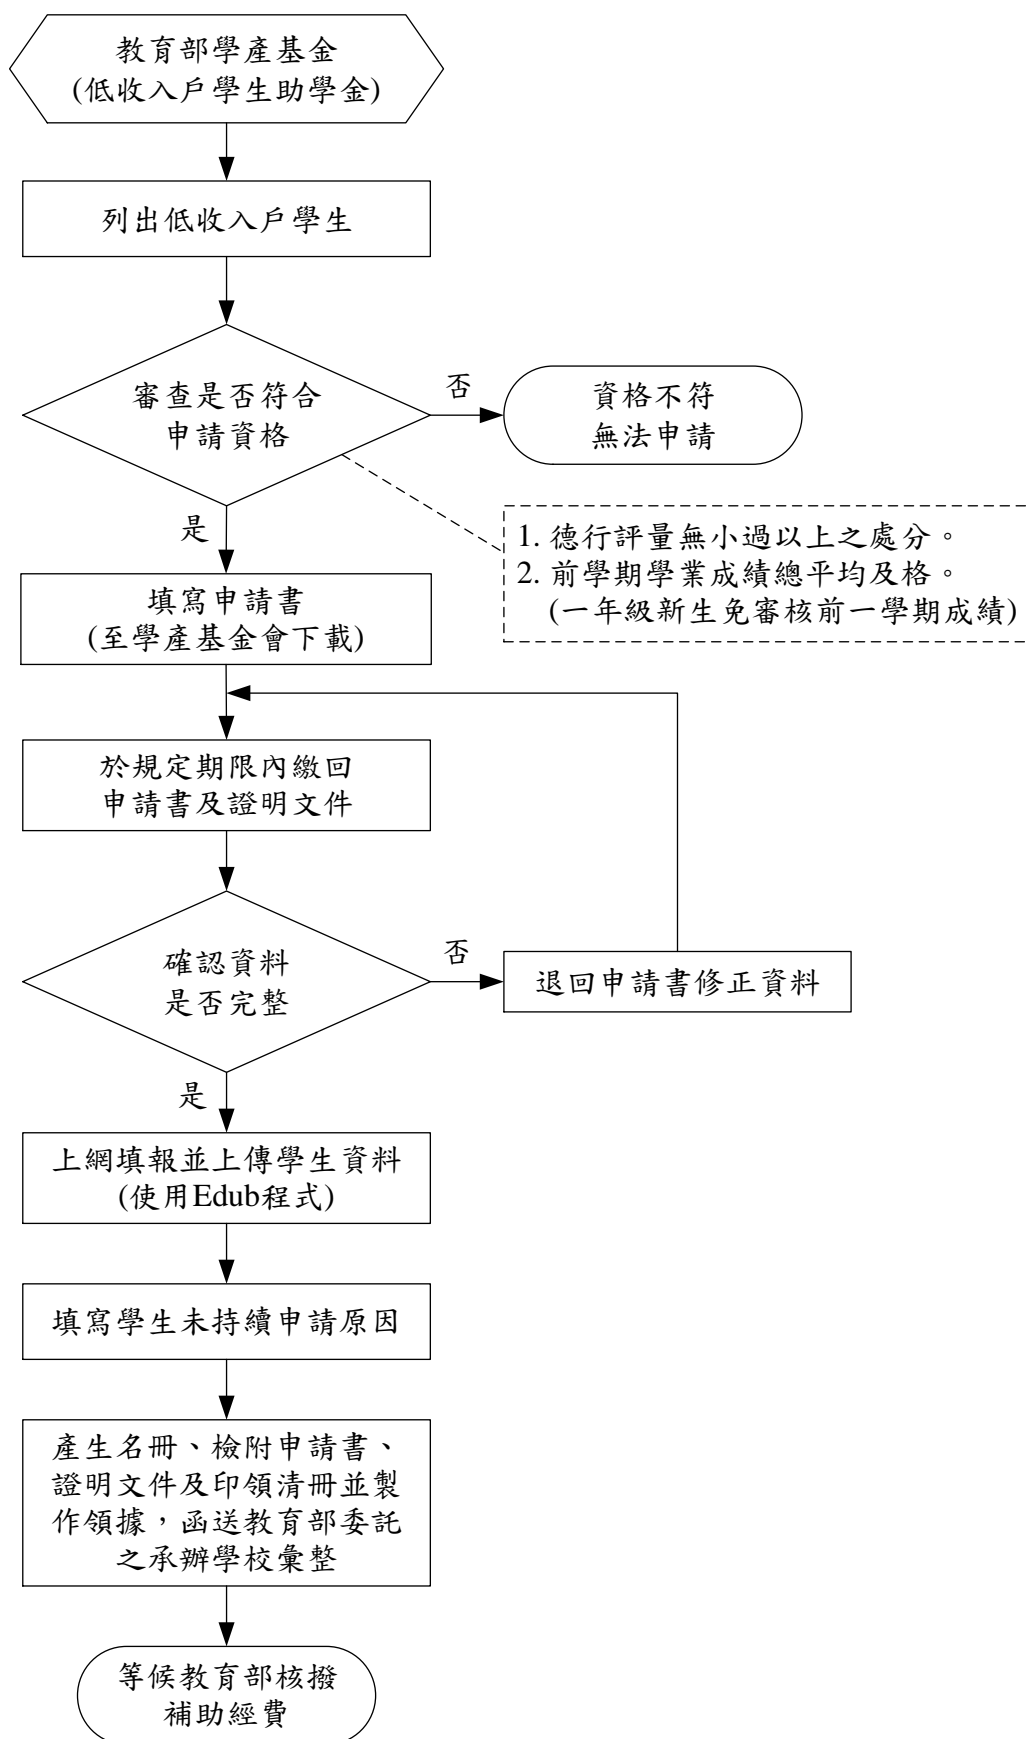 教育部學產基金
(低收入戶學生助學金)
列出低收入戶學生
審查是否符合
申請資格
否
資格不符
無法申請
是
1. 德行評量無小過以上之處分。
2. 前學期學業成績總平均及格。
(一年級新生免審核前一學期成績)
填寫申請書
(至學產基金會下載)
於規定期限內繳回
申請書及證明文件
確認資料
是否完整
否
退回申請書修正資料
是
上網填報並上傳學生資料
(使用Edub程式)
填寫學生未持續申請原因
產生名冊、檢附申請書、
證明文件及印領清冊並製
作領據，函送教育部委託
之承辦學校彙整
等候教育部核撥
補助經費